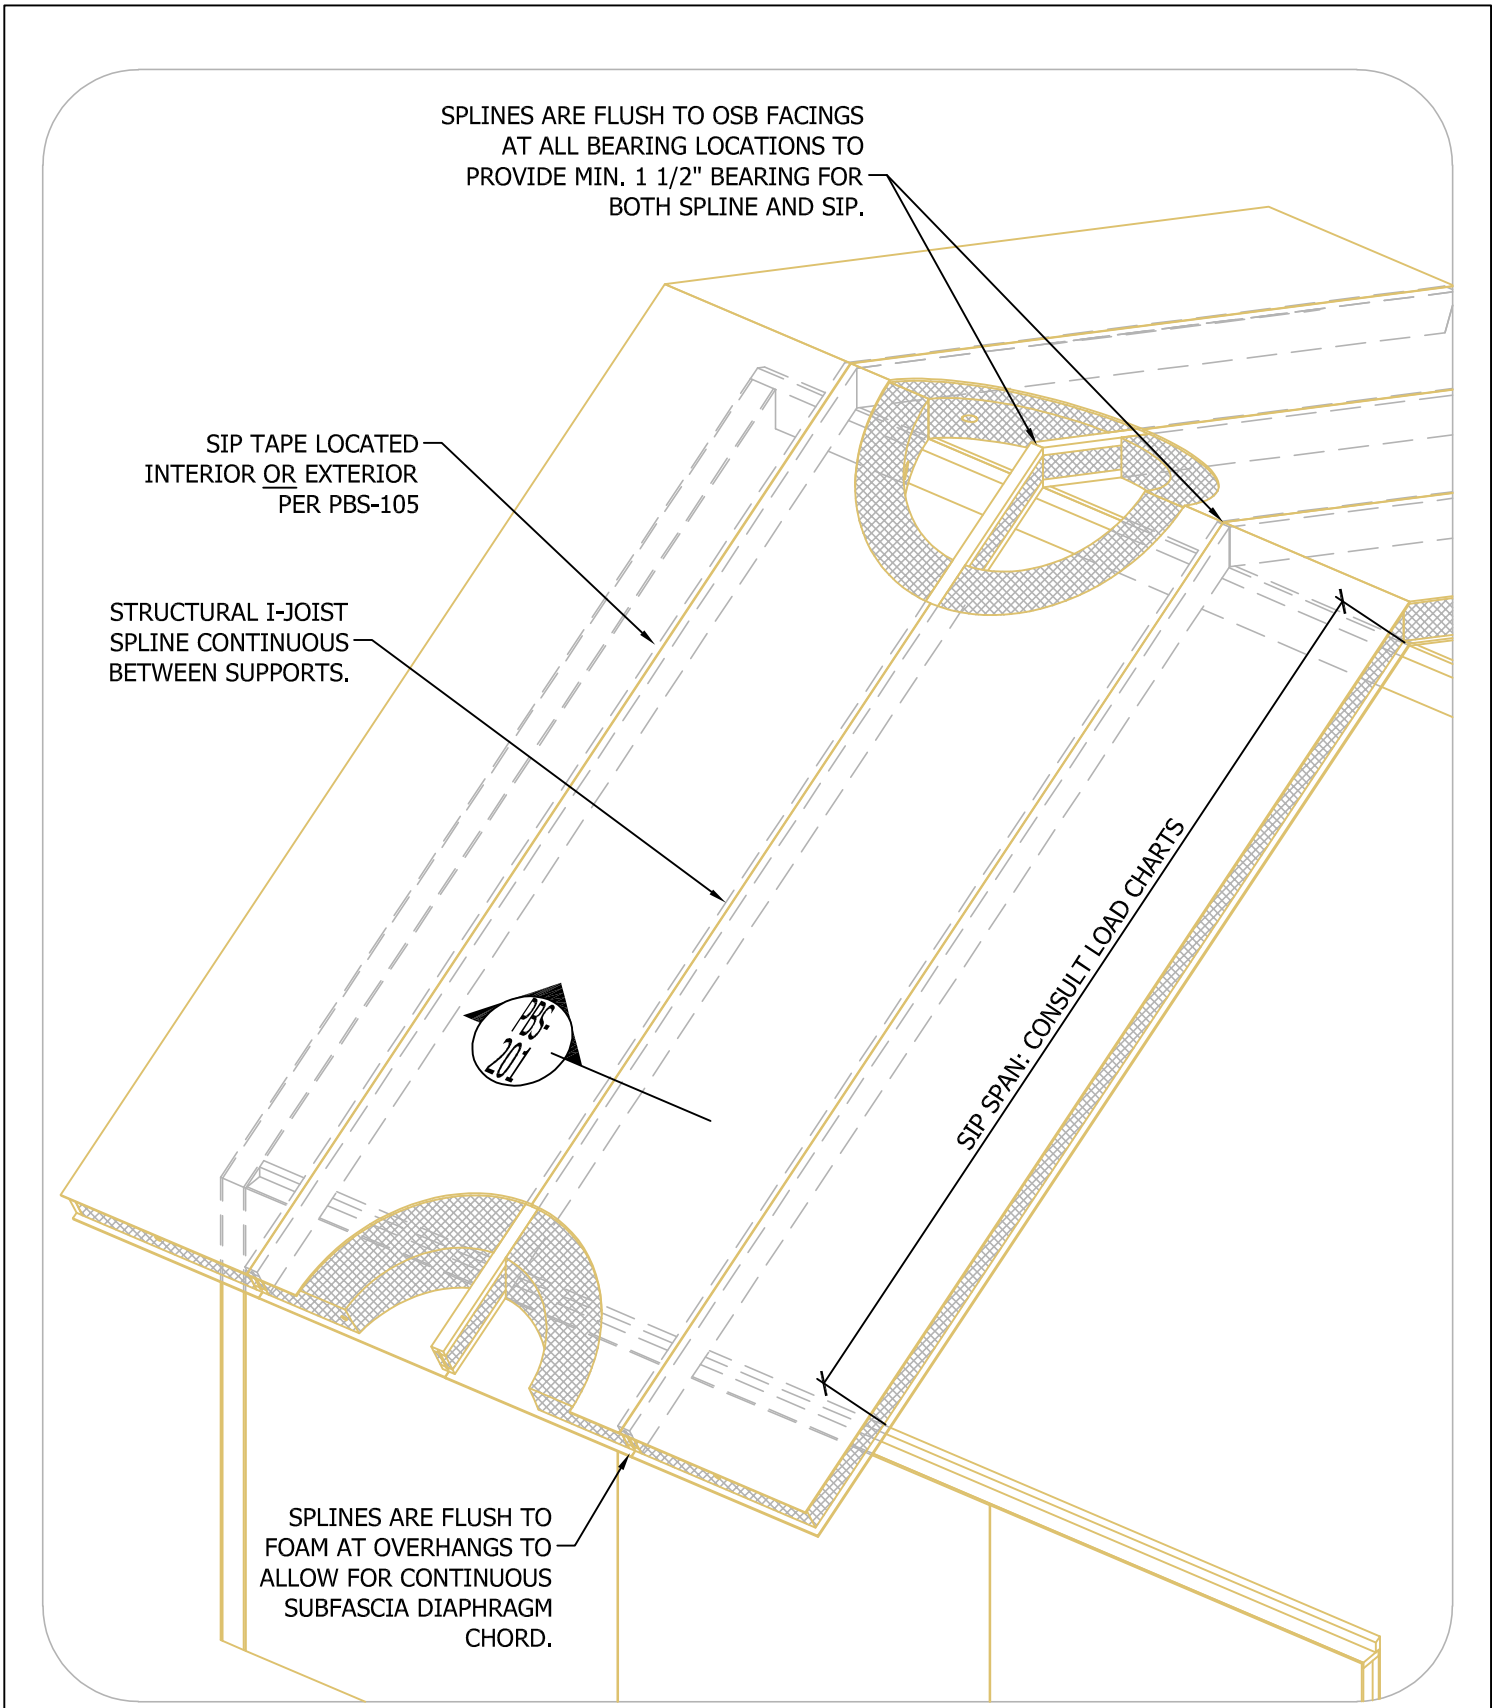 SPLINES ARE FLUSH TO OSB FACINGS
AT ALL BEARING LOCATIONS TO
PROVIDE MIN. 1 1/2" BEARING FOR
BOTH SPLINE AND SIP.
SIP TAPE LOCATED
INTERIOR OR EXTERIOR
PER PBS-105
STRUCTURAL I-JOIST
SPLINE CONTINUOUS
BETWEEN SUPPORTS.
SIP SPAN: CONSULT LOAD CHARTS
PBS-
201
SPLINES ARE FLUSH TO
FOAM AT OVERHANGS TO
ALLOW FOR CONTINUOUS
SUBFASCIA DIAPHRAGM
CHORD.